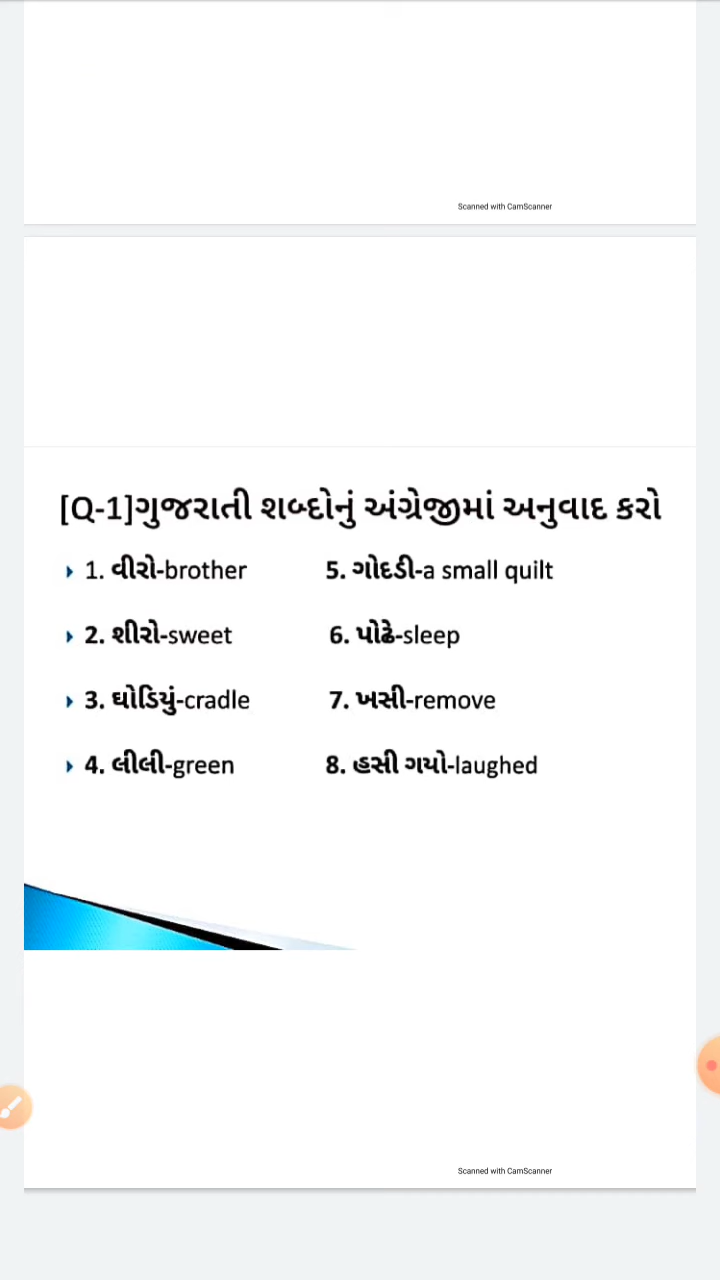 Scanned with CamScanner
[Q-1]ગુજરાતી શબ્દોનું અંગ્રેજીમાં અનુવાદ કરો
1. વીરો-brother 5. ગોદડી-a small quilt
2. શીરો-sweet 6. પોઢે-sleep
3. ઘોડિયું-cradle 7. ખસી-remove
4. લીલી-green 8. હસી ગયો-laughed
Scanned with CamScanner